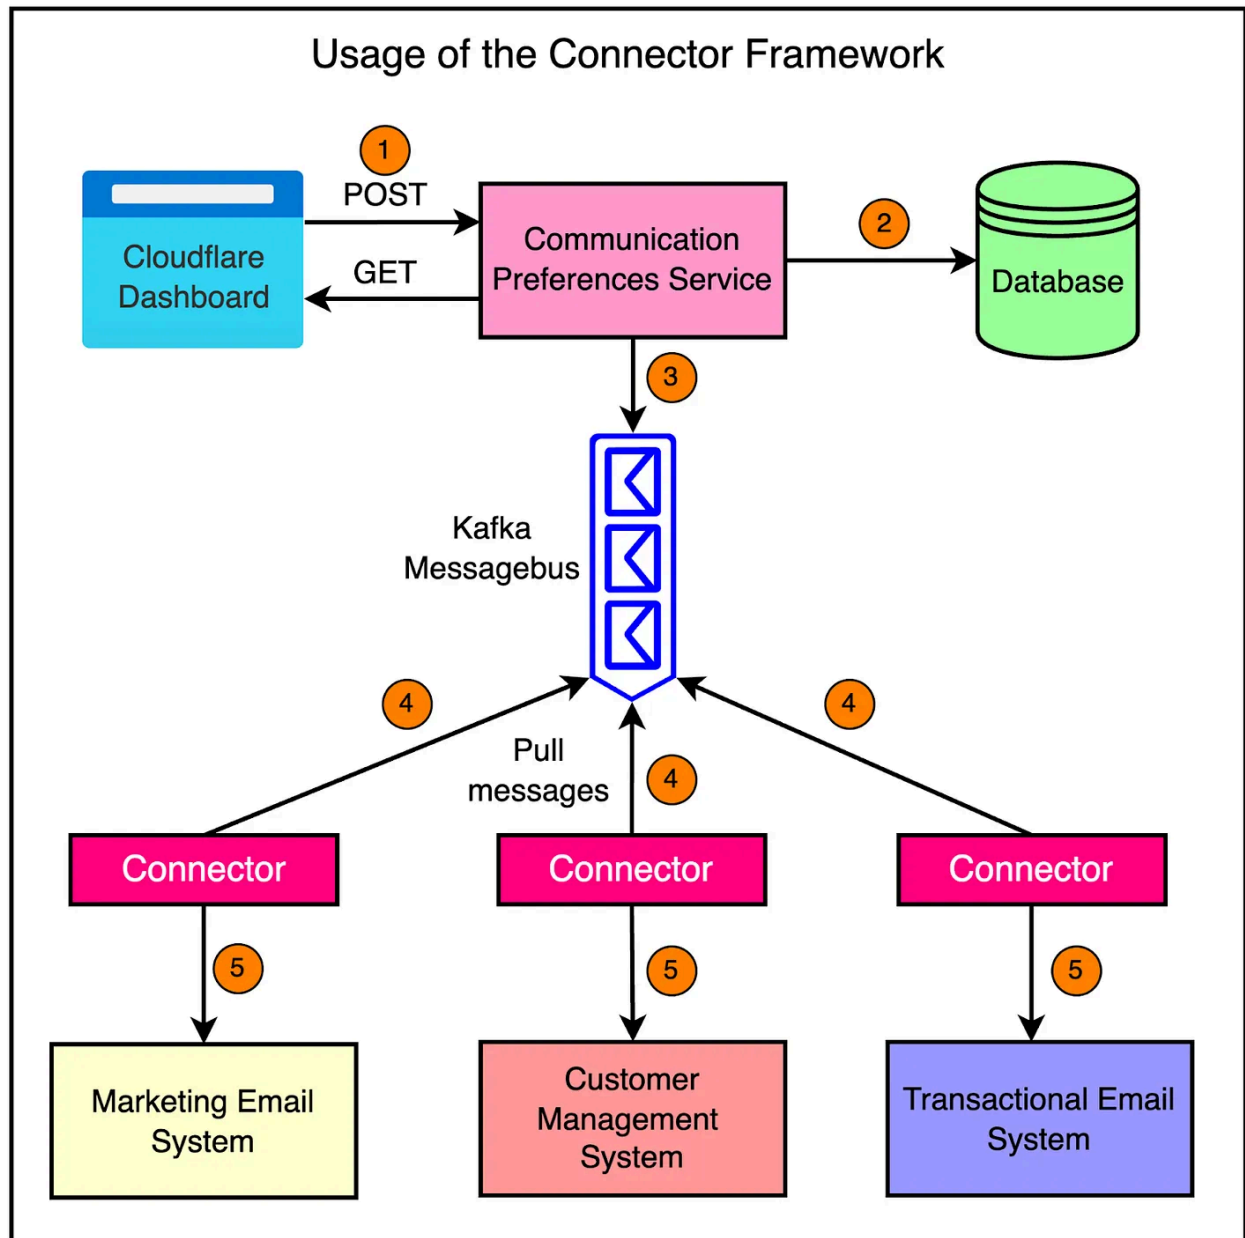 Usage of the Connector Framework
1
POST
GET
Cloudflare
Dashboard
Communication
Preferences Service
2
Database
3
Kafka
Messagebus
4
4
Pull
messages
4
Connector
Connector
Connector
5
5
5
Marketing Email
System
Customer
Management
System
Transactional Email
System